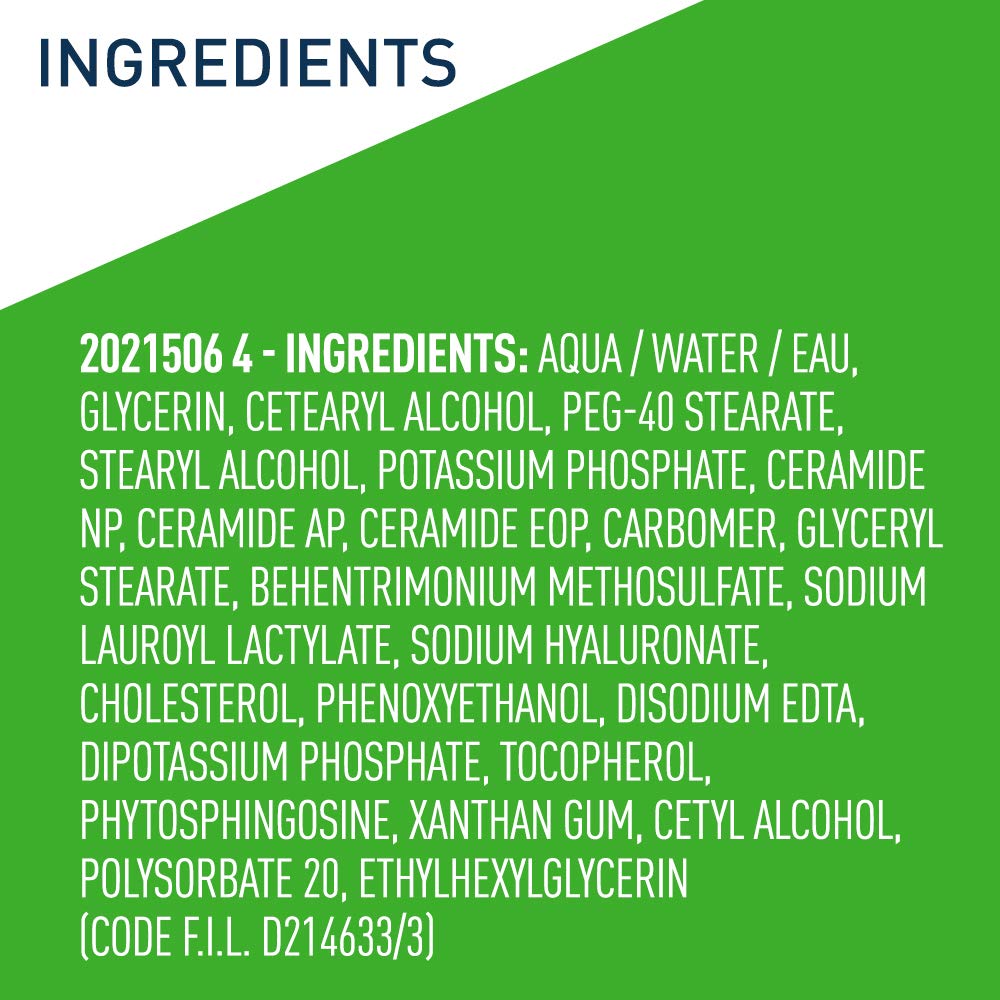 INGREDIENTS
2021506 4 - INGREDIENTS: AQUA / WATER / EAU,
GLYCERIN, CETEARYL ALCOHOL, PEG-40 STEARATE,
STEARYL ALCOHOL, POTASSIUM PHOSPHATE, CERAMIDE
NP, CERAMIDE AP, CERAMIDE EOP, CARBOMER, GLYCERYL
STEARATE, BEHENTRIMONIUM METHOSULFATE, SODIUM
LAUROYL LACTYLATE, SODIUM HYALURONATE,
CHOLESTEROL, PHENOXYETHANOL, DISODIUM EDTA,
DIPOTASSIUM PHOSPHATE, TOCOPHEROL,
PHYTOSPHINGOSINE, XANTHAN GUM, CETYL ALCOHOL,
POLYSORBATE 20, ETHYLHEXYLGLYCERIN
(CODE F.I.L. D214633/3)